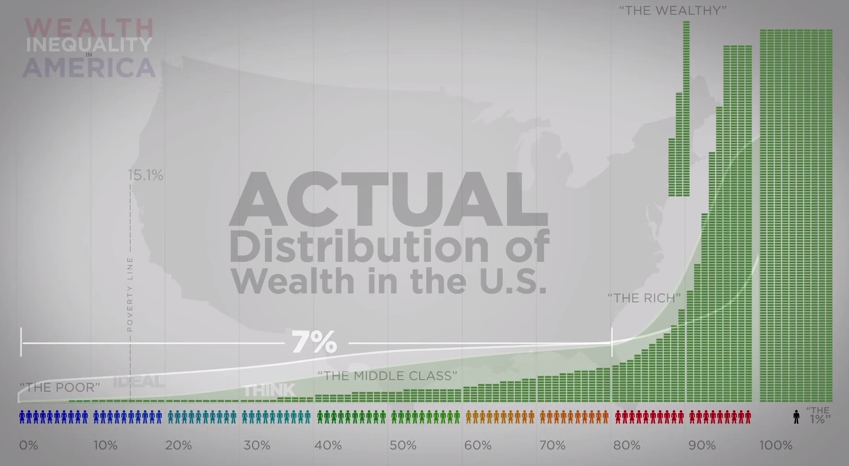 WEALTH
INEQUALITY
IN
AMERICA
"THE WEALTHY"
15.1%
ACTUAL
Distribution of
Wealth in the U.S.
POVERTY LINE
"THE RICH"
7%
"THE POOR"
IDEAL
THINK
"THE MIDDLE CLASS"
"THE
1%"
0% 10% 20% 30% 40% 50% 60% 70% 80% 90% 100%